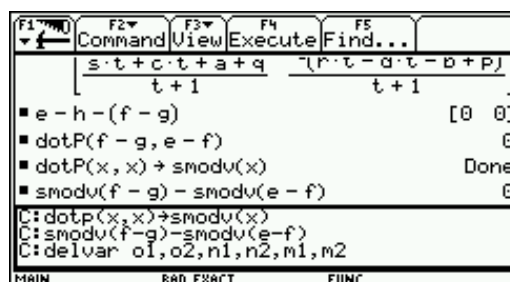 F1 F2 F3 F4 F5
Command View Execute Find...
s·t+c·t+a+q
t+1
t+1
■ e-h-(f-g) [0 0]
■ dotP(f-g,e-f) 0
■ dotP(x,x)→smodv(x) Done
■ smodv(f-g)-smodv(e-f) 0
C:dotp(x,x)→smodv(x)
C:smodv(f-g)-smodv(e-f)
C:delvar o1,o2,n1,n2,m1,m2
MAIN RAD EXACT FUNC